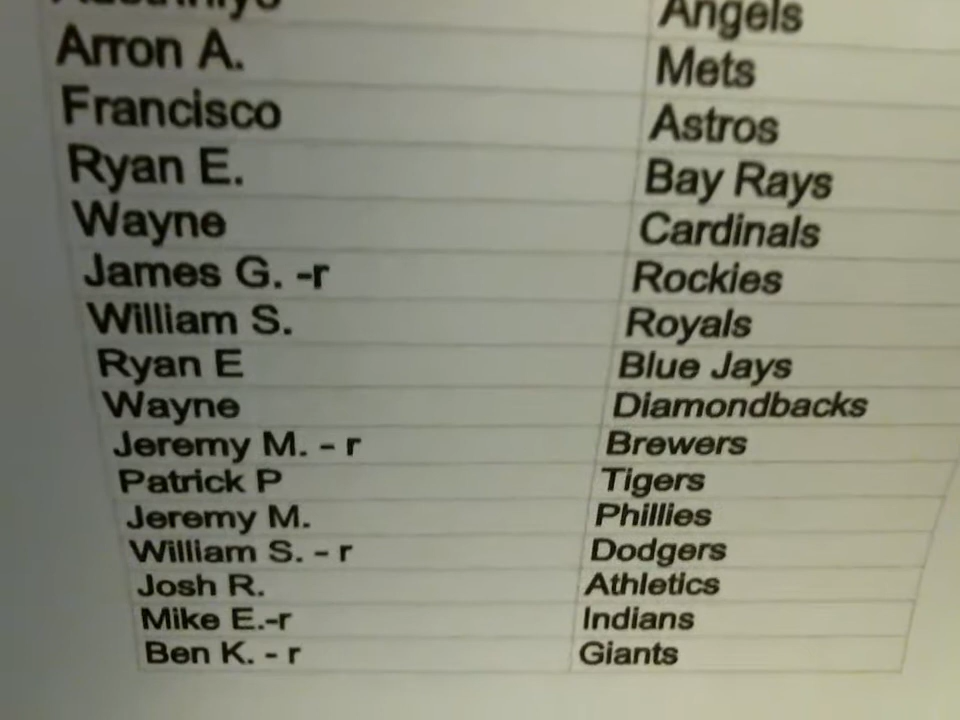 Angels
Arron A. Mets
Francisco Astros
Ryan E. Bay Rays
Wayne Cardinals
James G. -r Rockies
William S. Royals
Ryan E Blue Jays
Wayne Diamondbacks
Jeremy M. - r Brewers
Patrick P Tigers
Jeremy M. Phillies
William S. - r Dodgers
Josh R. Athletics
Mike E.-r Indians
Ben K. - r Giants